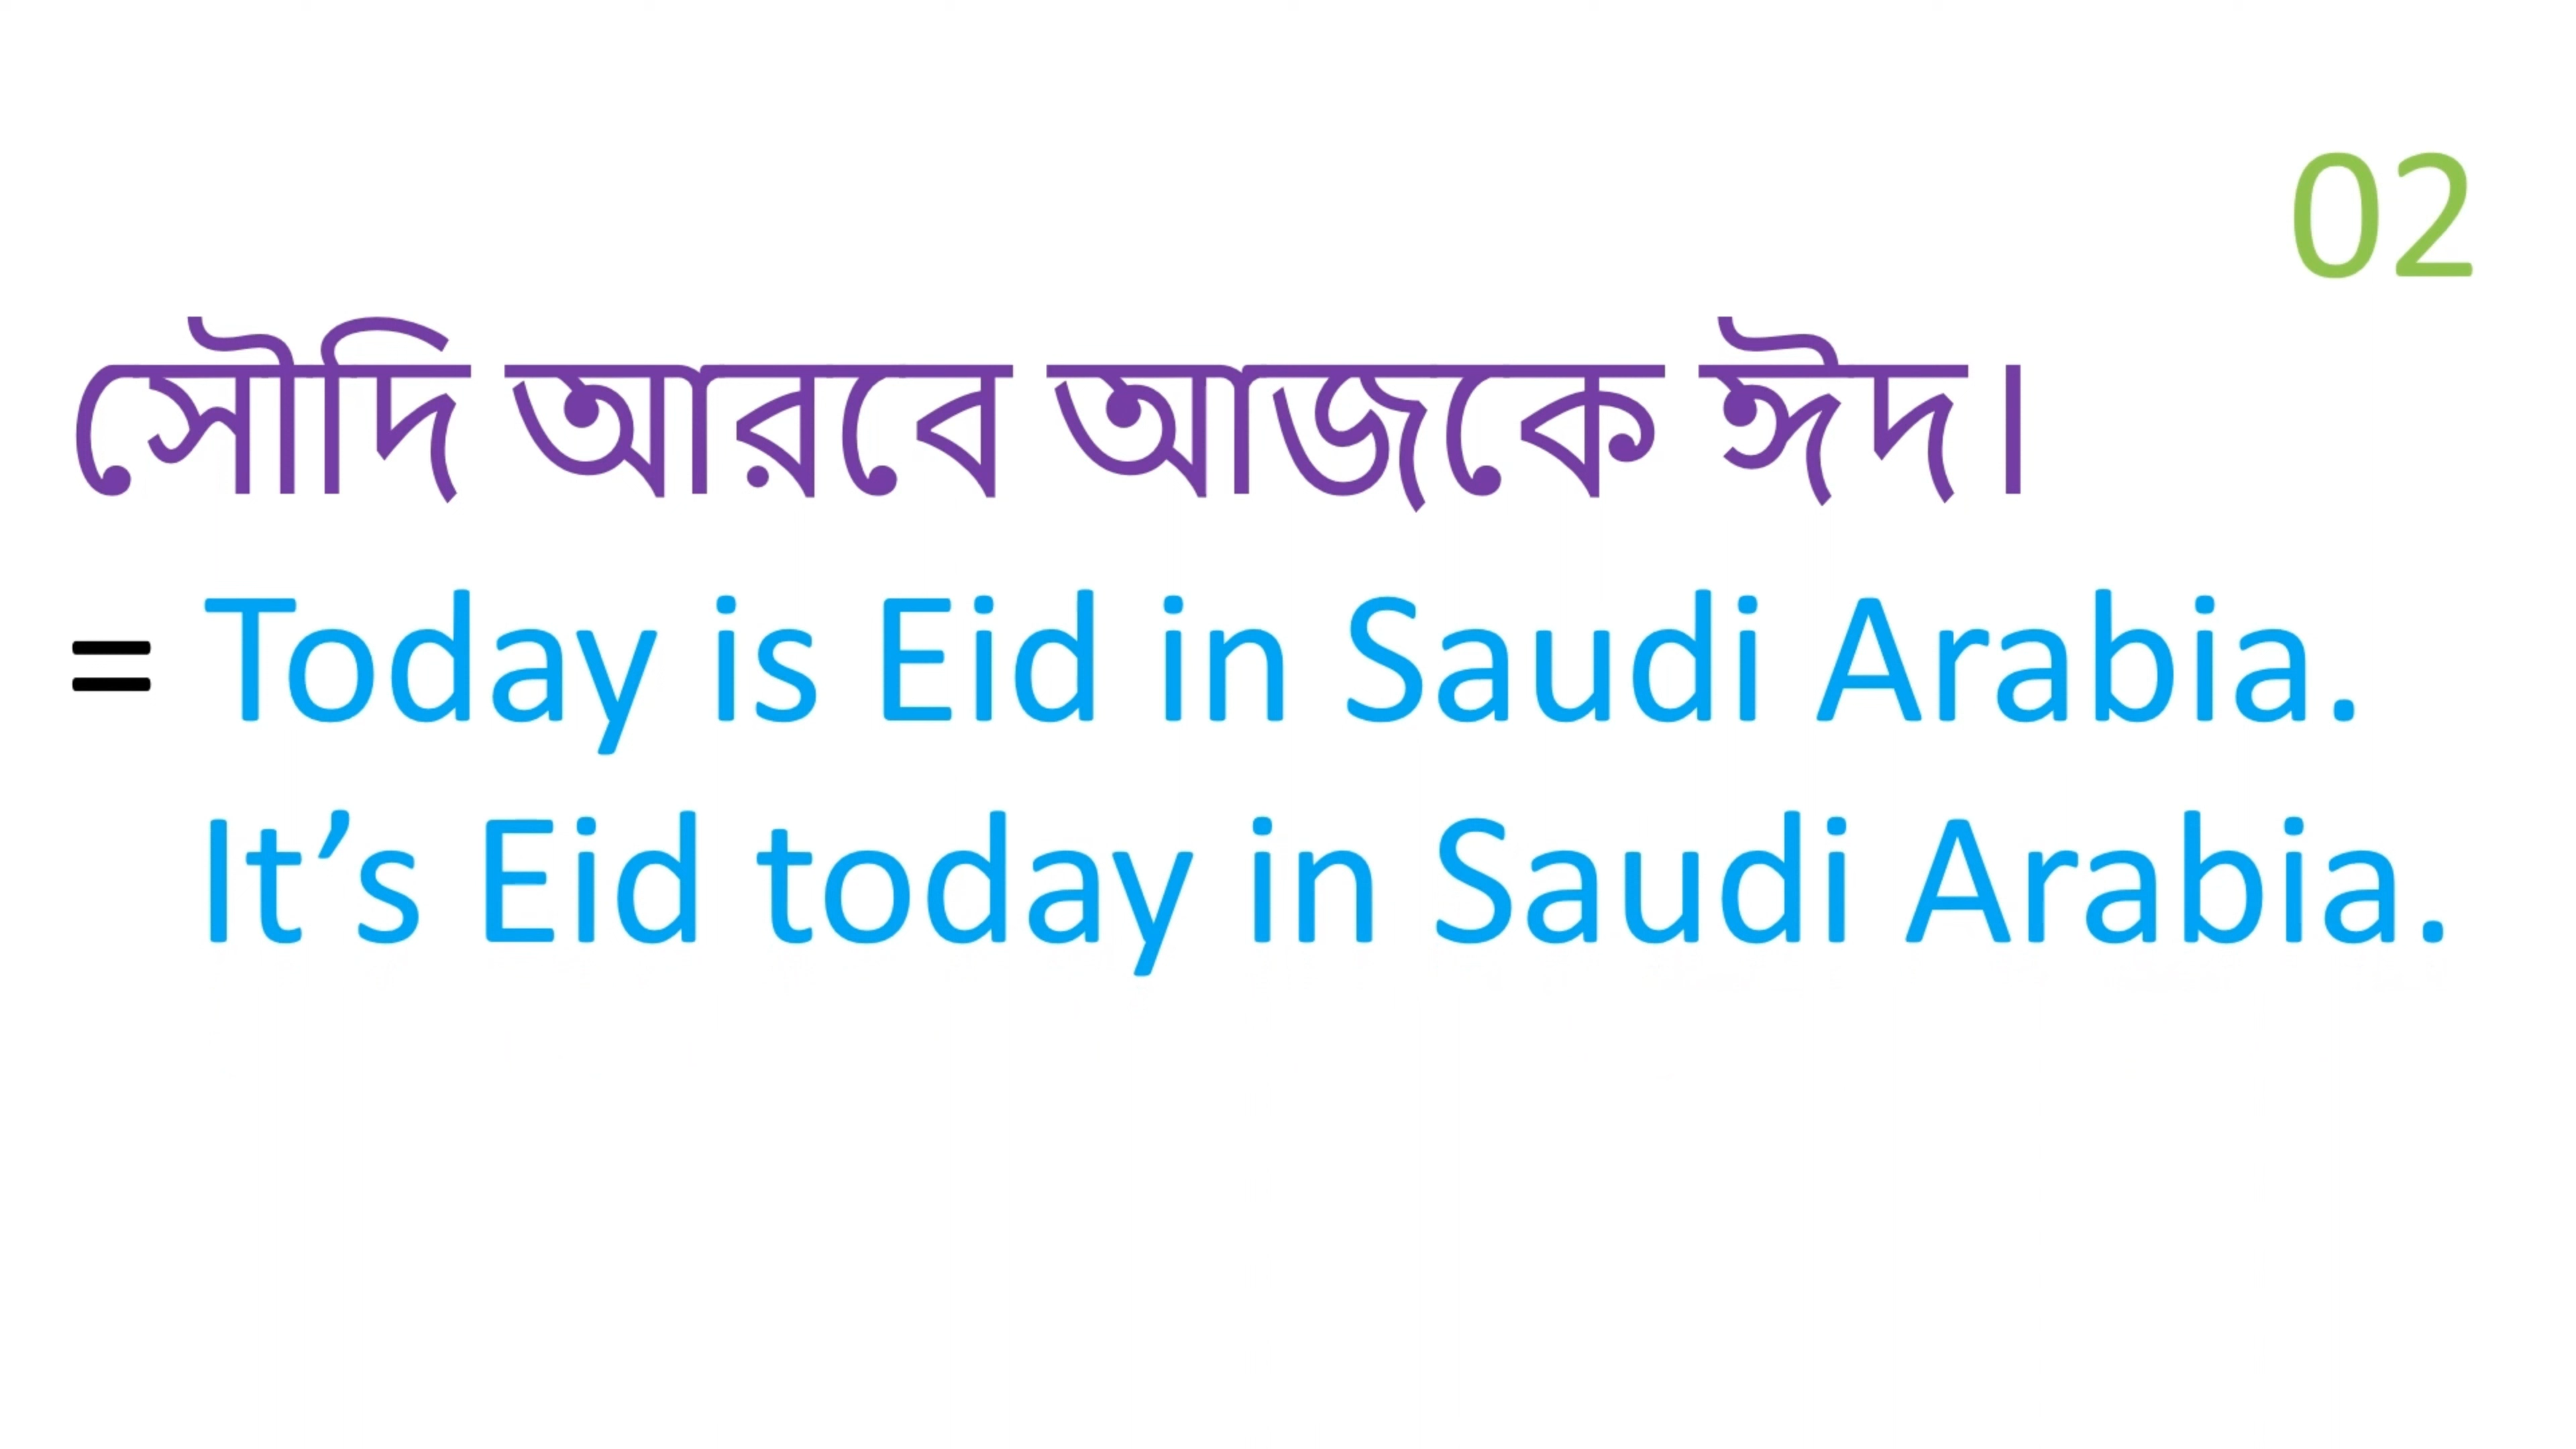 02
সৌদি আরবে আজকে ঈদ।
= Today is Eid in Saudi Arabia.
It’s Eid today in Saudi Arabia.